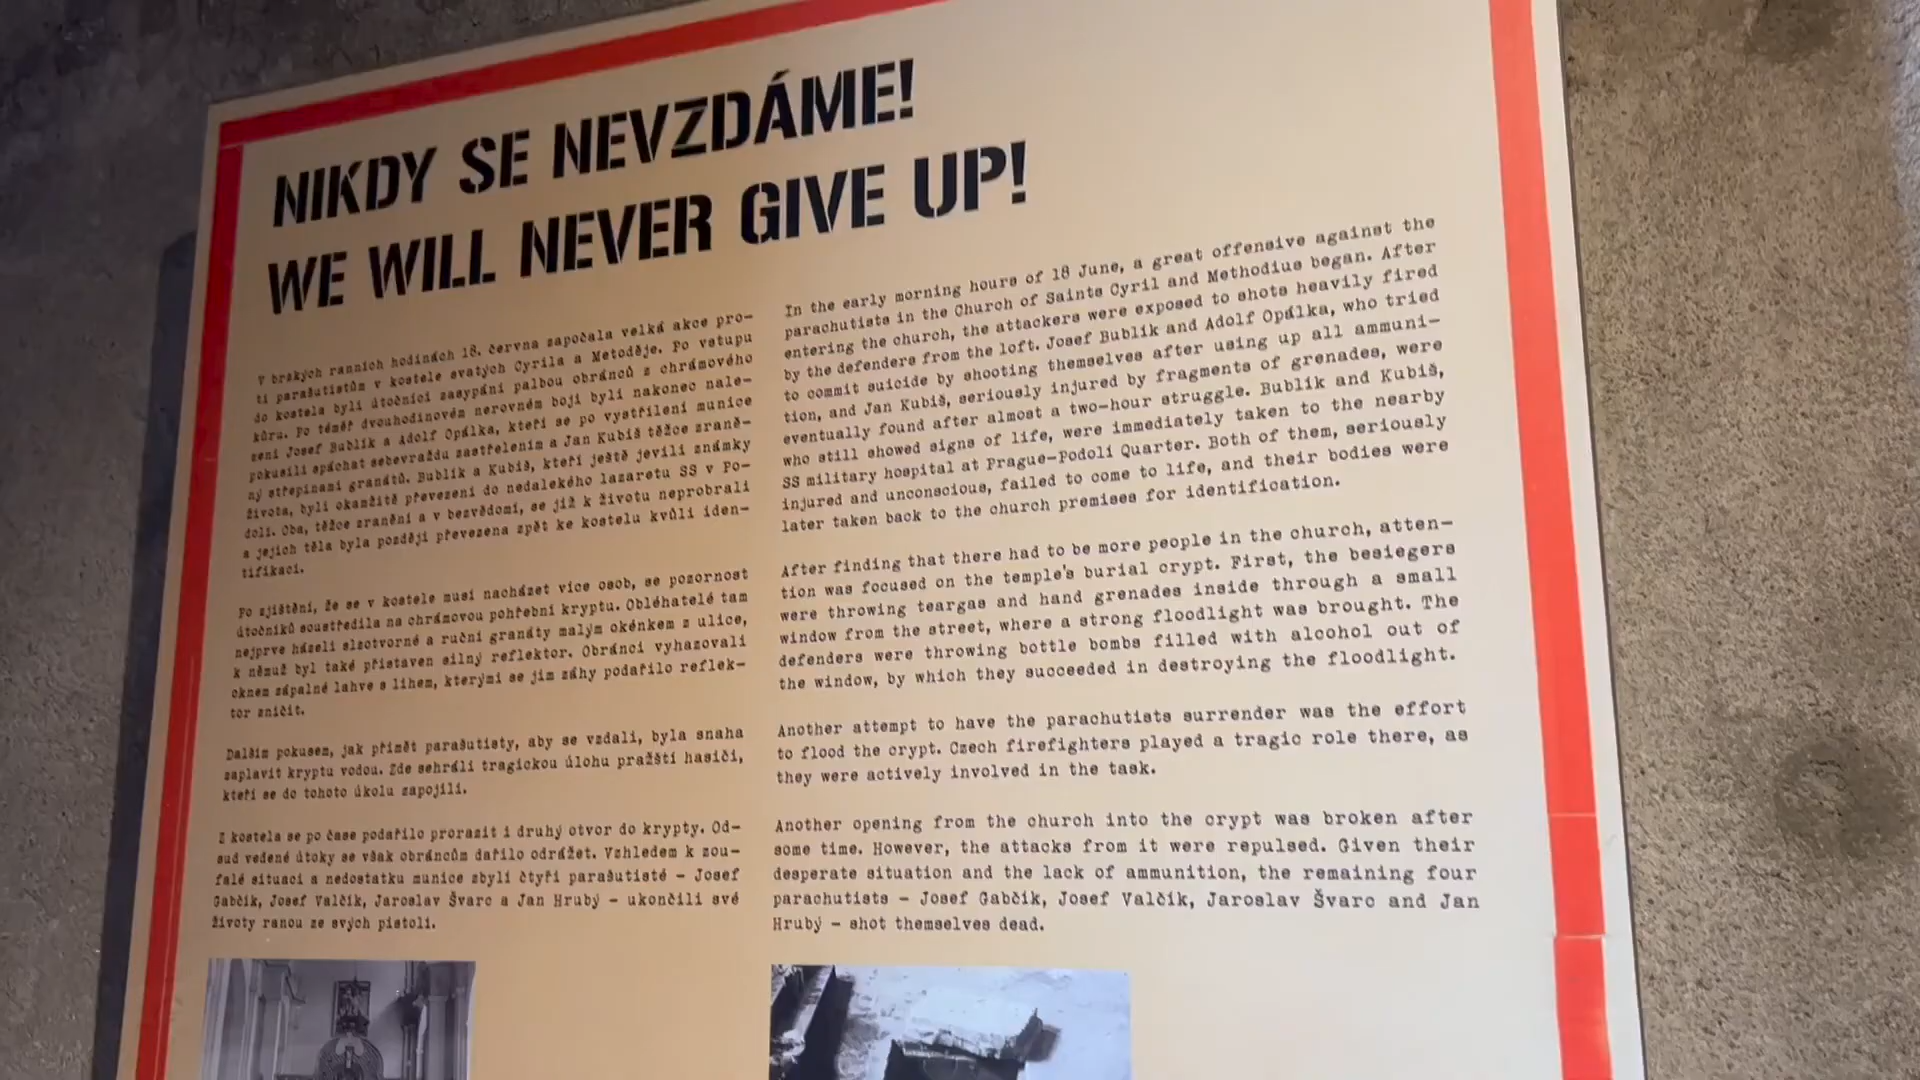 NIKDY SE NEVZDÁME!
WE WILL NEVER GIVE UP!
V brzkých ranních hodinách 18. června započala velká akce pro-
ti parašutistům v kostele svatých Cyrila a Metoděje. Po vstupu
do kostela byli útočníci zasypáni palbou obránců z chrámového
kůru. Po téměř dvouhodinovém nerovném boji byli nakonec nale-
zeni Josef Bublík a Adolf Opálka, kteří se po vystřílení munice
pokusili spáchat sebevraždu zastřelením a Jan Kubiš těžce zraně-
ný střepinami granátů. Bublík a Kubiš, kteří ještě jevili známky
života, byli okamžitě převezeni do nedalekého lazaretu SS v Po-
dolí. Oba, těžce zranění a v bezvědomí, se již k životu neprobrali
a jejich těla byla později převezena zpět ke kostelu kvůli iden-
tifikaci.
Po zjištění, že se v kostele musí nacházet více osob, se pozornost
útočníků soustředila na chrámovou pohřební kryptu. Obléhatelé tam
nejprve házeli slzotvorné a ruční granáty malým okénkem z ulice,
k němuž byl také přistaven silný reflektor. Obránci vyhazovali
oknem zápalné lahve s lihem, kterými se jim záhy podařilo reflek-
tor zničit.
Dalším pokusem, jak přimět parašutisty, aby se vzdali, byla snaha
zaplavit kryptu vodou. Zde sehráli tragickou úlohu pražští hasiči,
kteří se do tohoto úkolu zapojili.
Z kostela se po čase podařilo prorazit i druhý otvor do krypty. Od-
sud vedené útoky se však obráncům dařilo odrážet. Vzhledem k zou-
falé situaci a nedostatku munice zbylí čtyři parašutisté – Josef
Gabčík, Josef Valčík, Jaroslav Švarc a Jan Hrubý – ukončili své
životy ranou ze svých pistolí.
In the early morning hours of 18 June, a great offensive against the
parachutists in the Church of Saints Cyril and Methodius began. After
entering the church, the attackers were exposed to shots heavily fired
by the defenders from the loft. Josef Bublík and Adolf Opálka, who tried
to commit suicide by shooting themselves after using up all ammuni-
tion, and Jan Kubiš, seriously injured by fragments of grenades, were
eventually found after almost a two-hour struggle. Bublík and Kubiš,
who still showed signs of life, were immediately taken to the nearby
SS military hospital at Prague-Podolí Quarter. Both of them, seriously
injured and unconscious, failed to come to life, and their bodies were
later taken back to the church premises for identification.
After finding that there had to be more people in the church, atten-
tion was focused on the temple's burial crypt. First, the besiegers
were throwing teargas and hand grenades inside through a small
window from the street, where a strong floodlight was brought. The
defenders were throwing bottle bombs filled with alcohol out of
the window, by which they succeeded in destroying the floodlight.
Another attempt to have the parachutists surrender was the effort
to flood the crypt. Czech firefighters played a tragic role there, as
they were actively involved in the task.
Another opening from the church into the crypt was broken after
some time. However, the attacks from it were repulsed. Given their
desperate situation and the lack of ammunition, the remaining four
parachutists – Josef Gabčík, Josef Valčík, Jaroslav Švarc and Jan
Hrubý – shot themselves dead.